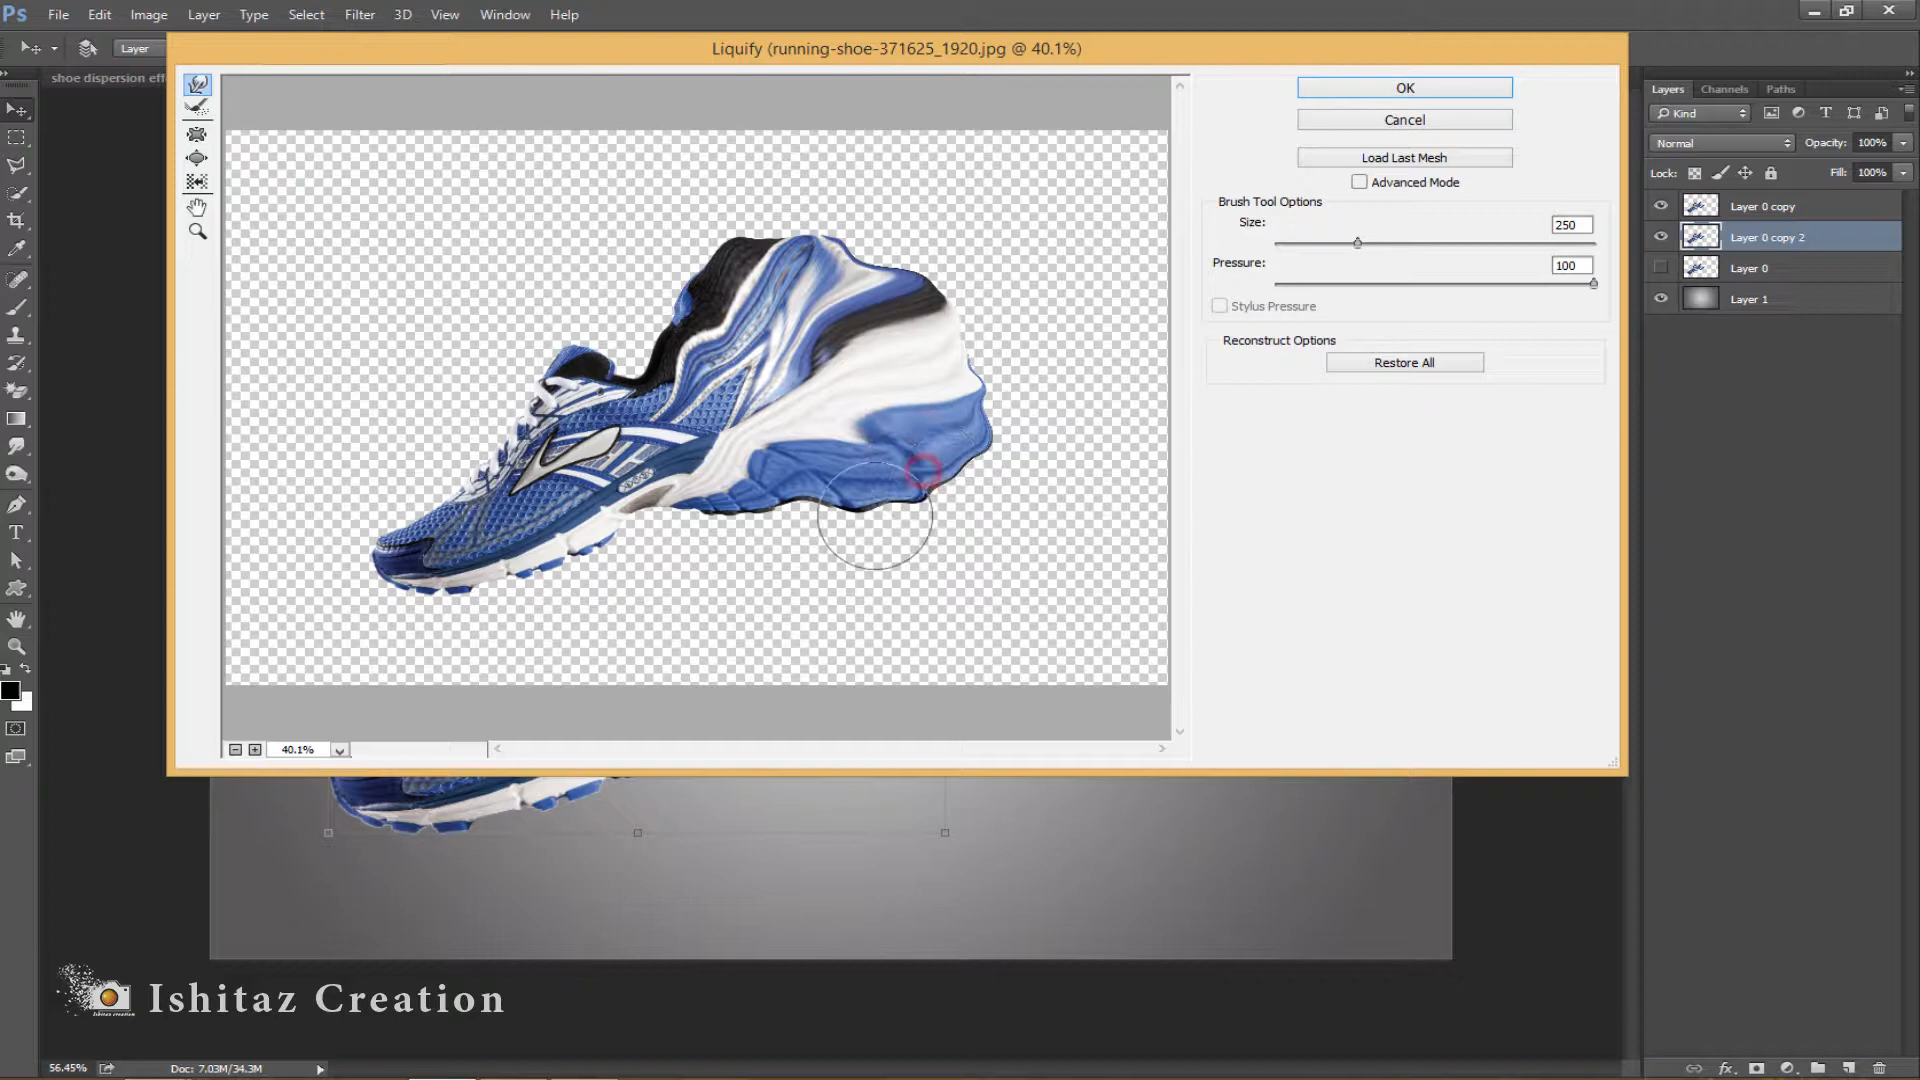 Ps File Edit Image Layer Type Select Filter 3D View Window Help
Layer
Liquify (running-shoe-371625_1920.jpg @ 40.1%)
shoe dispersion eff
OK
Cancel
Load Last Mesh
Advanced Mode
Brush Tool Options
Size: 250
Pressure: 100
Stylus Pressure
Reconstruct Options
Restore All
40.1%
Layers Channels Paths
Kind
Normal Opacity: 100%
Lock: Fill: 100%
Layer 0 copy
Layer 0 copy 2
Layer 0
Layer 1
Ishitaz Creation
Ishitaz creation
56.45% Doc: 7.03M/34.3M